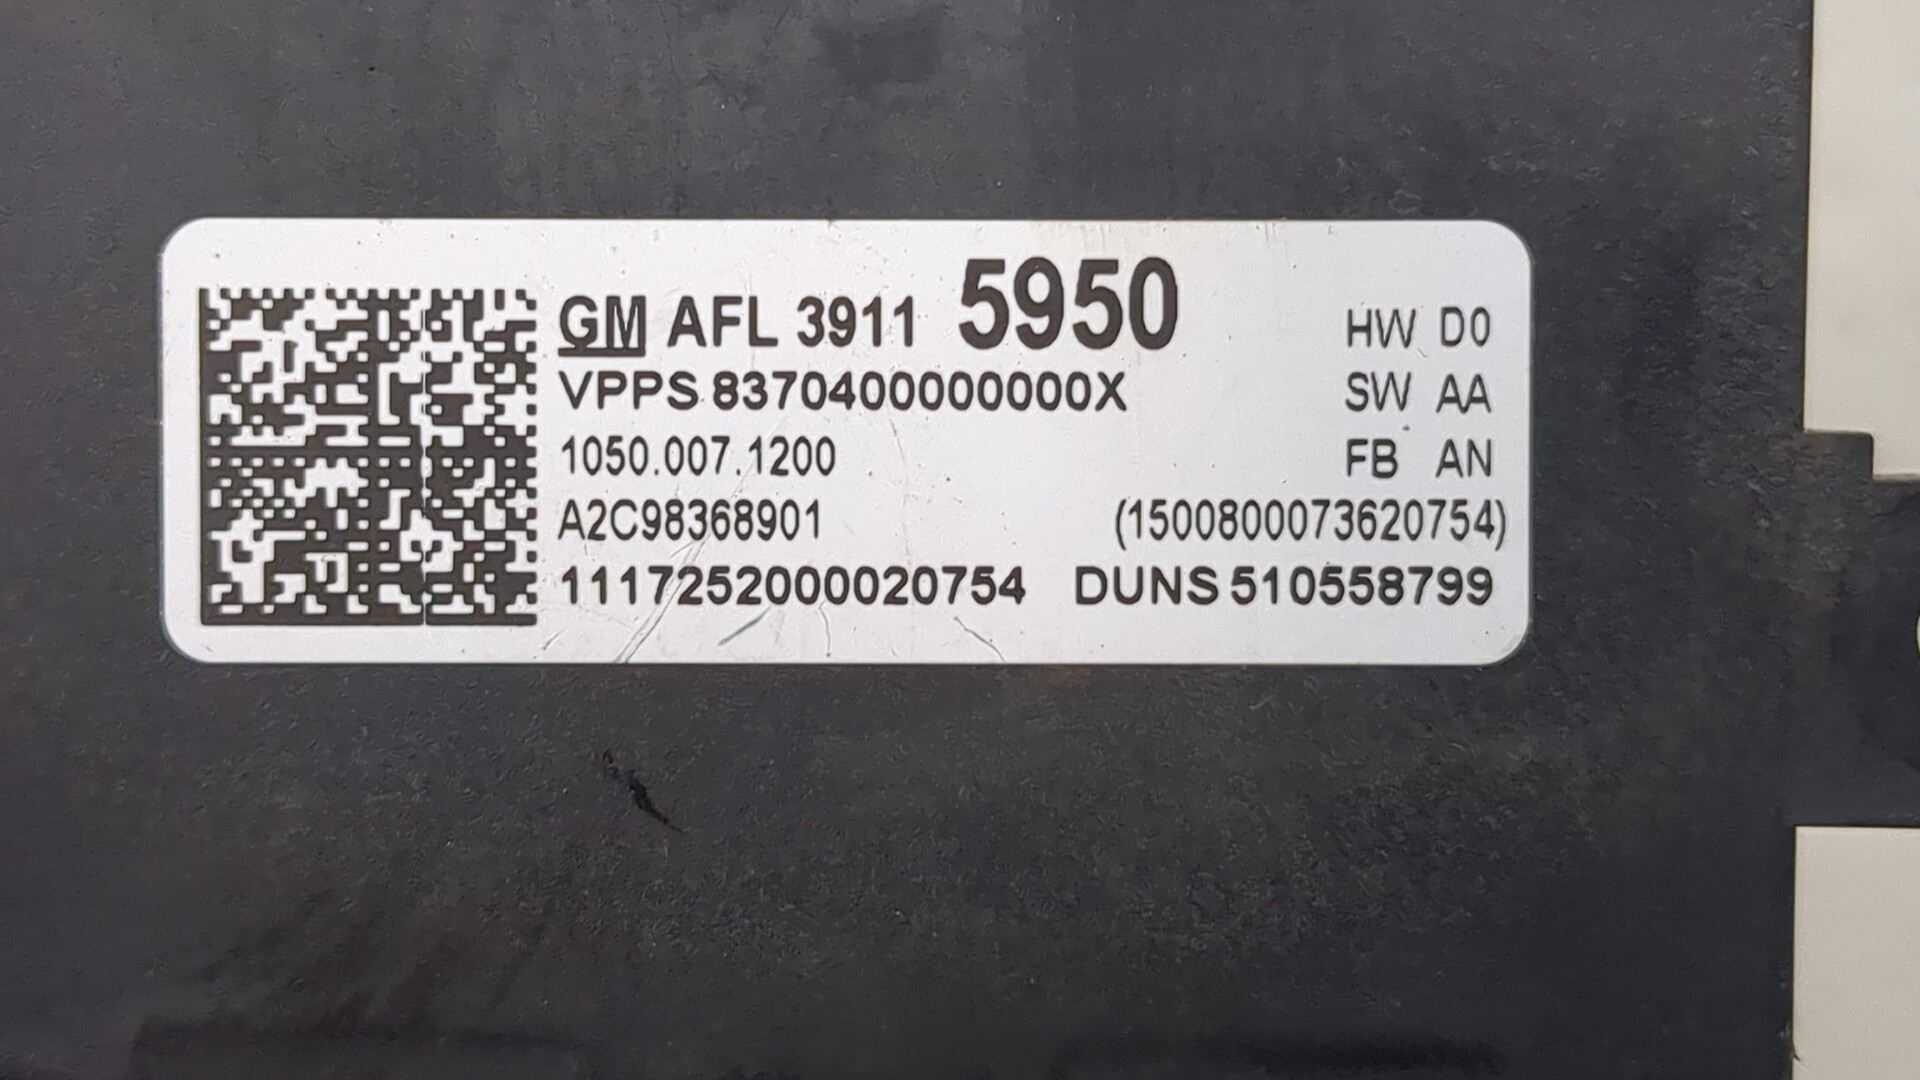 GM AFL 3911 5950 HW D0
VPPS 8370400000000X SW AA
1050.007.1200 FB AN
A2C98368901 (1500800073620754)
1117252000020754 DUNS 510558799